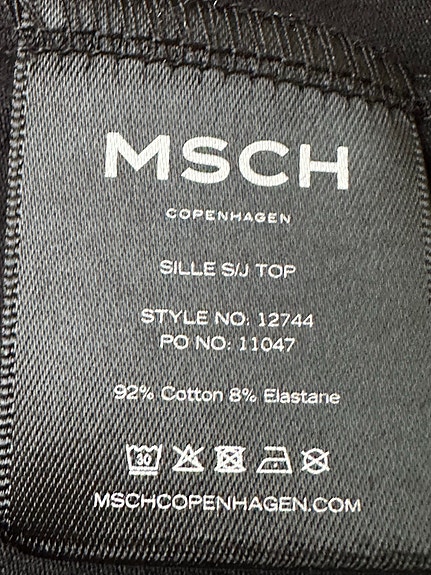 MSCH
COPENHAGEN
SILLE S/J TOP
STYLE NO: 12744
PO NO: 11047
92% Cotton 8% Elastane
30
MSCHCOPENHAGEN.COM